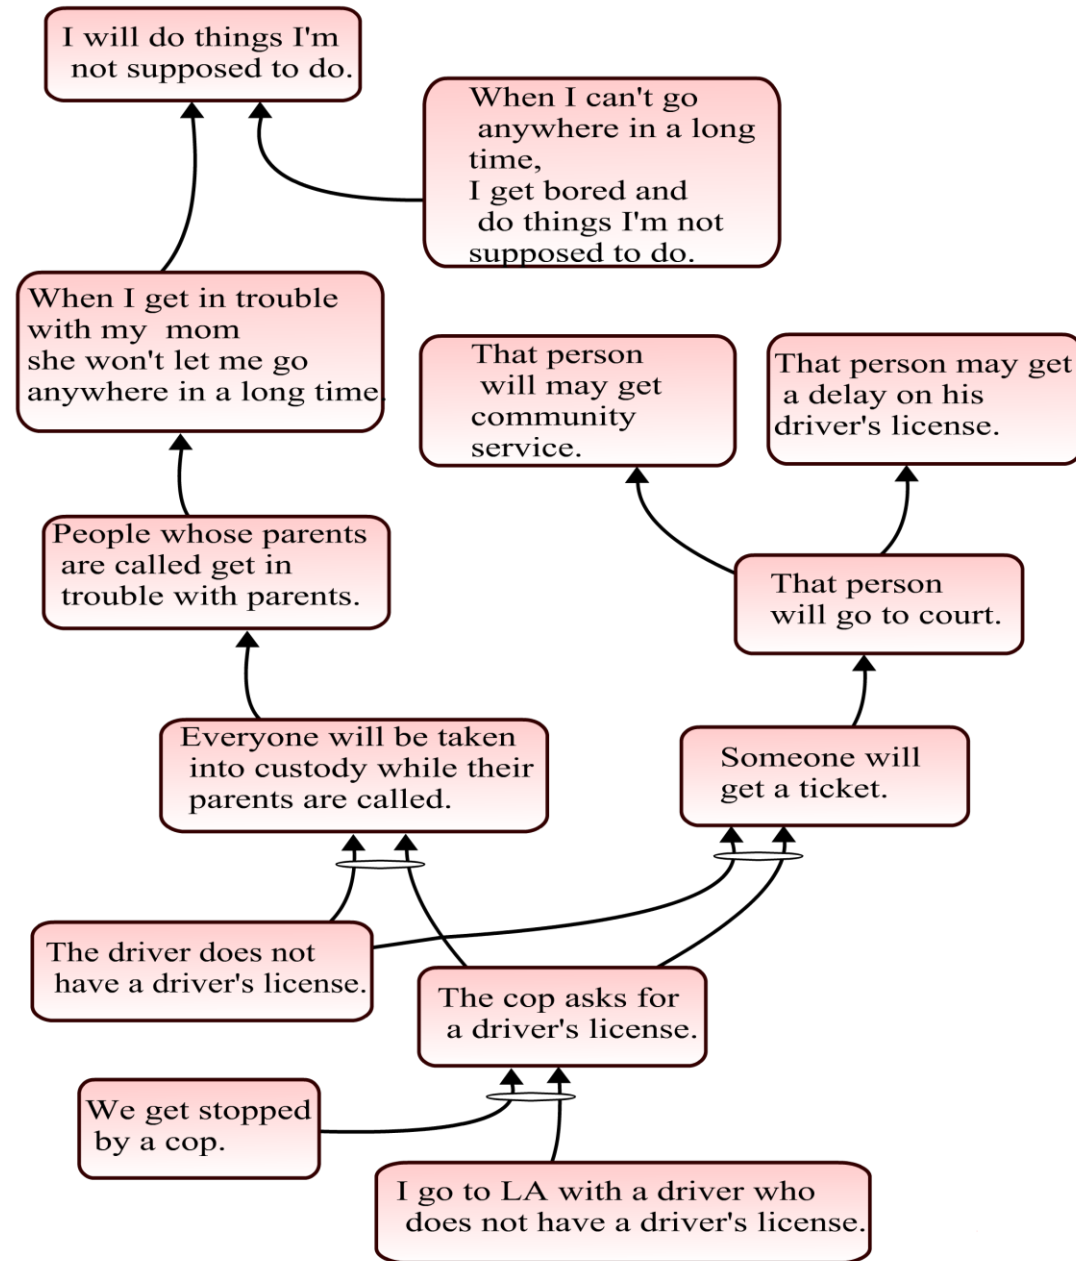 I will do things I'm
not supposed to do.
When I can't go
anywhere in a long
time,
I get bored and
do things I'm not
supposed to do.
When I get in trouble
with my  mom
she won't let me go
anywhere in a long time.
That person
will may get
community
service.
That person may get
a delay on his
driver's license.
People whose parents
are called get in
trouble with parents.
That person
will go to court.
Everyone will be taken
into custody while their
parents are called.
Someone will
get a ticket.
The driver does not
have a driver's license.
The cop asks for
a driver's license.
We get stopped
by a cop.
I go to LA with a driver who
does not have a driver's license.